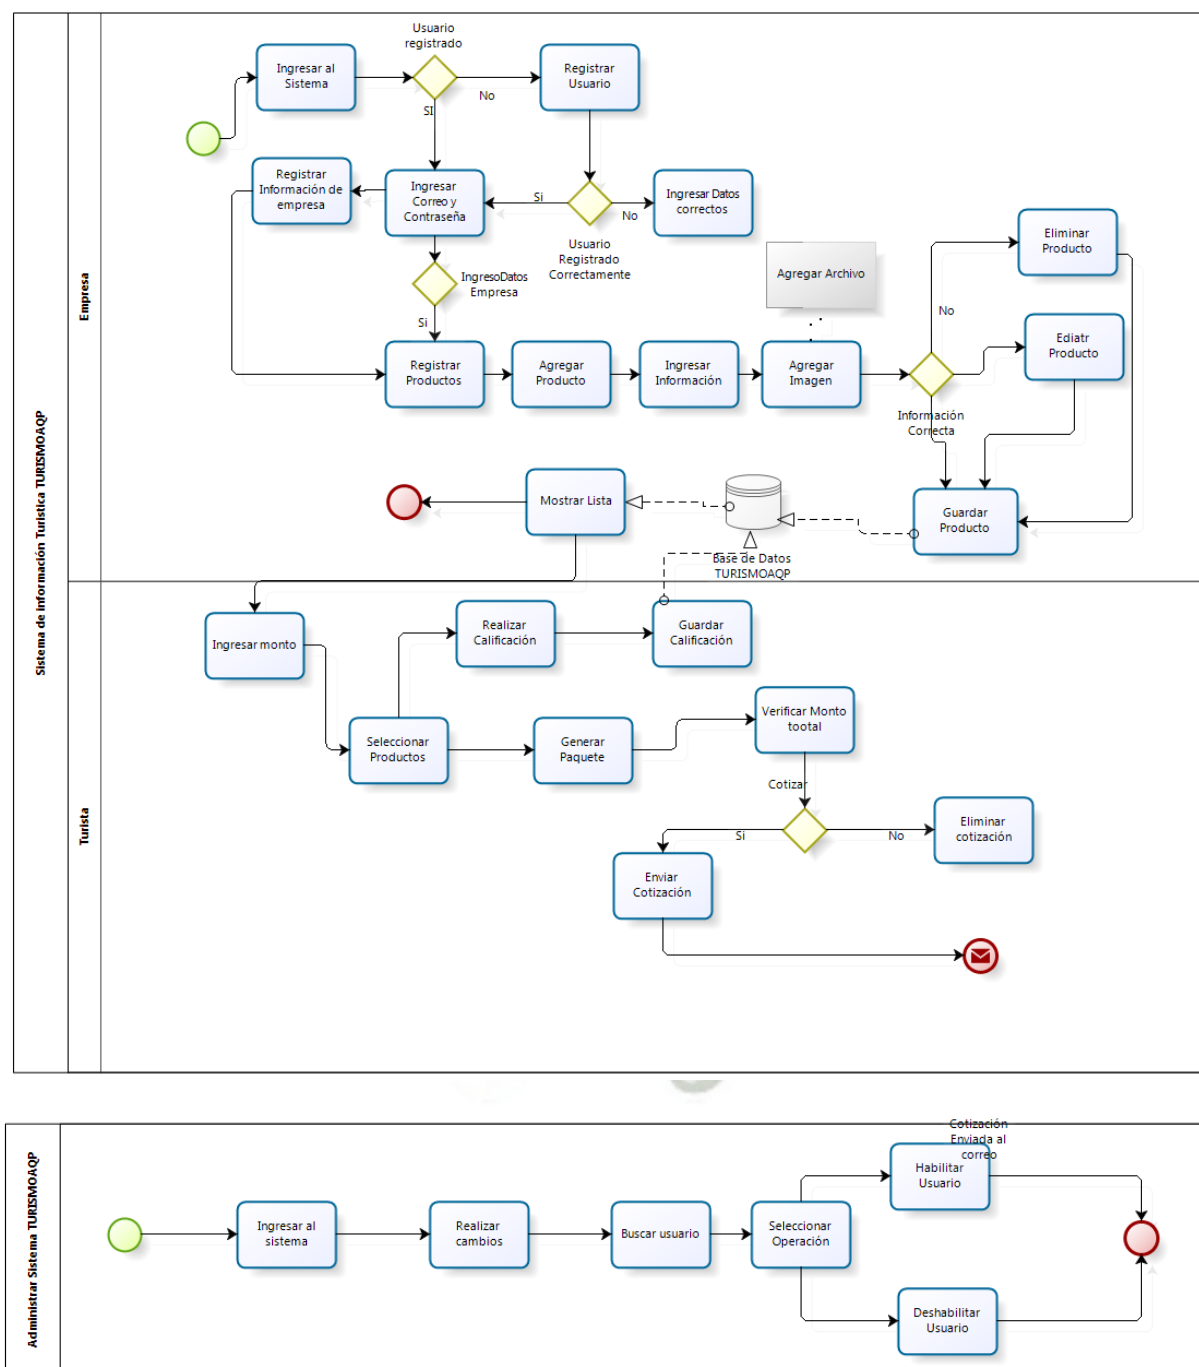 Sistema de información Turistica TURISMOAQP
Empresa
Usuario
registrado
Ingresar al
Sistema
Registrar
Usuario
No
SI
Registrar
Información de
empresa
Ingresar
Correo y
Contraseña
Si
No
Ingresar Datos
correctos
Usuario
Registrado
Correctamente
IngresoDatos
Empresa
Si
Agregar Archivo
Eliminar
Producto
No
Ediatr
Producto
Registrar
Productos
Agregar
Producto
Ingresar
Información
Agregar
Imagen
Información
Correcta
Mostrar Lista
Guardar
Producto
Base de Datos
TURISMOAQP
Turista
Ingresar monto
Realizar
Calificación
Guardar
Calificación
Seleccionar
Productos
Generar
Paquete
Verificar Monto
tootal
Cotizar
Si
No
Eliminar
cotización
Enviar
Cotización
Administrar Sistema TURISMOAQP
Cotización
Enviada al
correo
Habilitar
Usuario
Ingresar al
sistema
Realizar
cambios
Buscar usuario
Seleccionar
Operación
Deshabilitar
Usuario